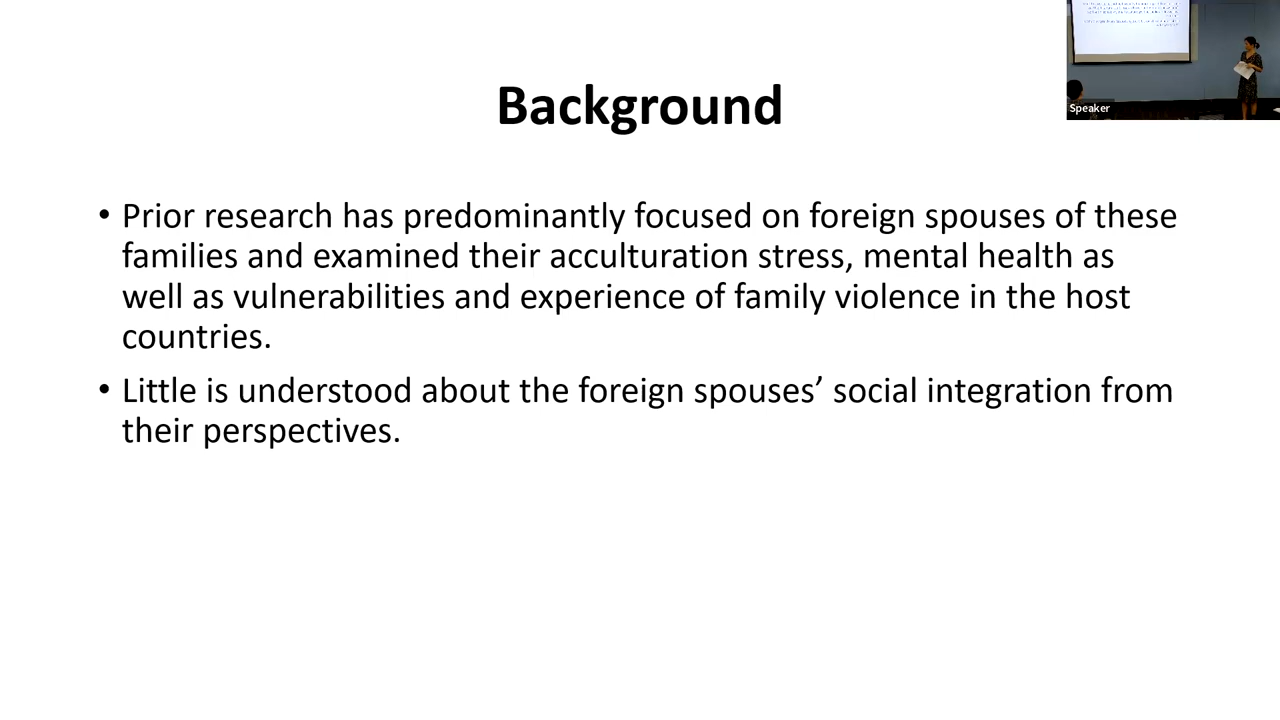 Background
• Prior research has predominantly focused on foreign spouses of these
families and examined their acculturation stress, mental health as
well as vulnerabilities and experience of family violence in the host
countries.
• Little is understood about the foreign spouses’ social integration from
their perspectives.
Speaker